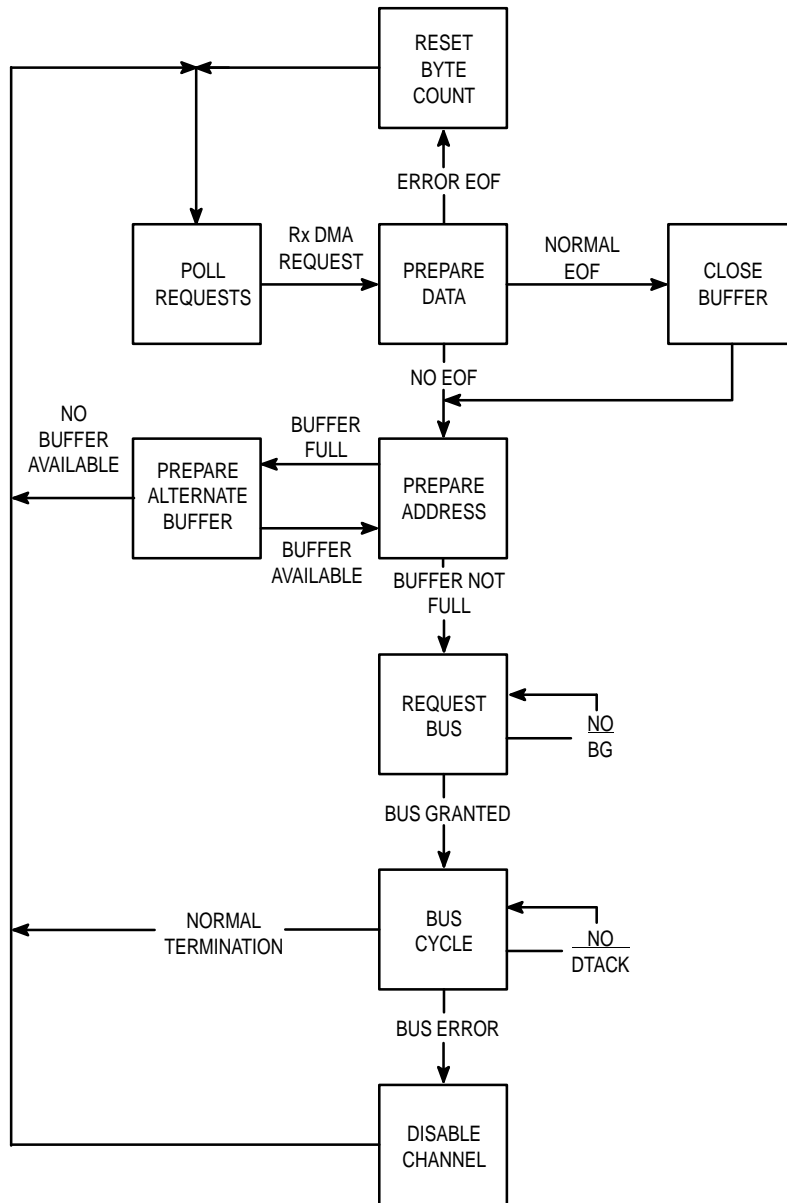 RESET
BYTE
COUNT
ERROR EOF
POLL
REQUESTS
Rx DMA
REQUEST
PREPARE
DATA
NORMAL
EOF
CLOSE
BUFFER
NO EOF
NO
BUFFER
AVAILABLE
PREPARE
ALTERNATE
BUFFER
BUFFER
FULL
BUFFER
AVAILABLE
PREPARE
ADDRESS
BUFFER NOT
FULL
REQUEST
BUS
NO
BG
BUS GRANTED
NORMAL
TERMINATION
BUS
CYCLE
NO
DTACK
BUS ERROR
DISABLE
CHANNEL